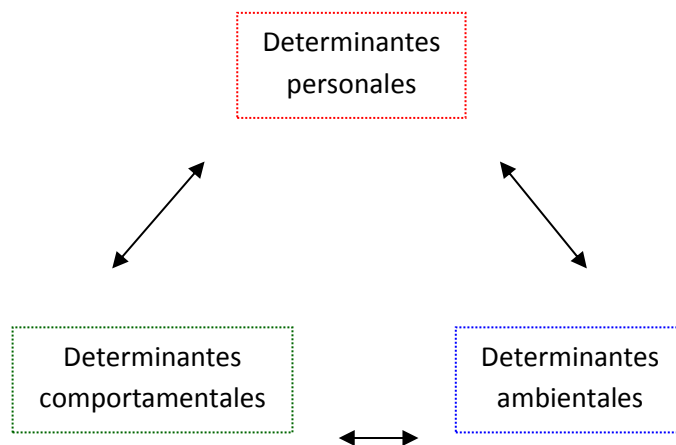 Determinantes
personales
Determinantes
comportamentales
Determinantes
ambientales